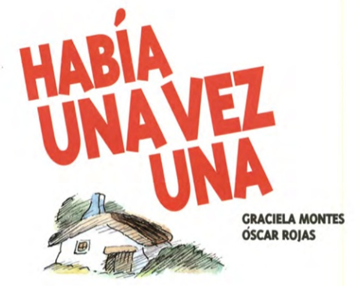 HABÍA
UNA VEZ
UNA
GRACIELA MONTES
ÓSCAR ROJAS